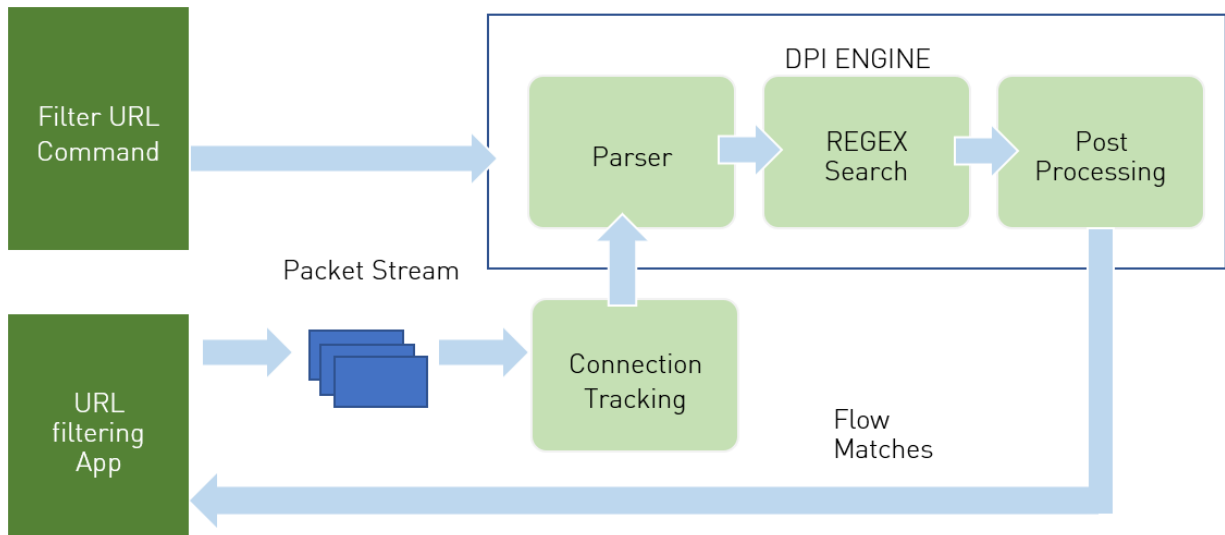 DPI ENGINE
Filter URL
Command
Parser
REGEX
Search
Post
Processing
Packet Stream
URL
filtering
App
Connection
Tracking
Flow
Matches